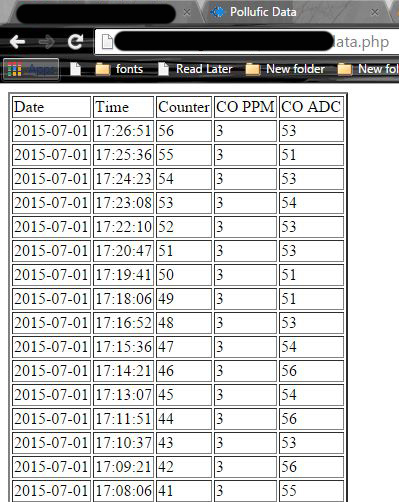 Pollufic Data
data.php
Apps fonts Read Later New folder New fol
Date Time Counter CO PPM CO ADC
2015-07-01 17:26:51 56 3 53
2015-07-01 17:25:36 55 3 51
2015-07-01 17:24:23 54 3 53
2015-07-01 17:23:08 53 3 54
2015-07-01 17:22:10 52 3 53
2015-07-01 17:20:47 51 3 53
2015-07-01 17:19:41 50 3 51
2015-07-01 17:18:06 49 3 51
2015-07-01 17:16:52 48 3 53
2015-07-01 17:15:36 47 3 54
2015-07-01 17:14:21 46 3 56
2015-07-01 17:13:07 45 3 54
2015-07-01 17:11:51 44 3 56
2015-07-01 17:10:37 43 3 53
2015-07-01 17:09:21 42 3 56
2015-07-01 17:08:06 41 3 55